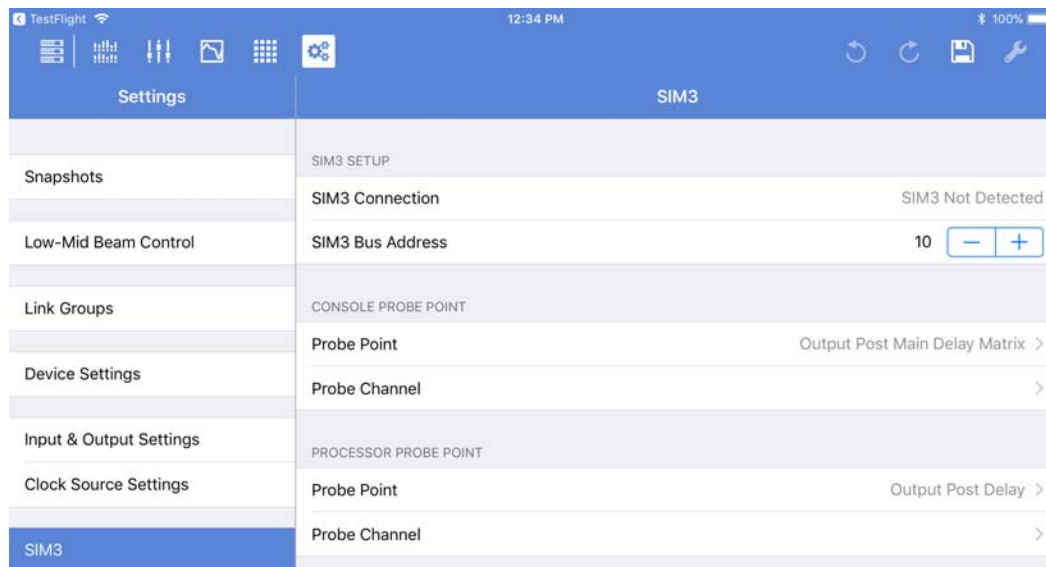 TestFlight
12:34 PM
100%
Settings
SIM3
Snapshots
Low-Mid Beam Control
Link Groups
Device Settings
Input & Output Settings
Clock Source Settings
SIM3
SIM3 SETUP
SIM3 Connection SIM3 Not Detected
SIM3 Bus Address 10 − +
CONSOLE PROBE POINT
Probe Point Output Post Main Delay Matrix >
Probe Channel >
PROCESSOR PROBE POINT
Probe Point Output Post Delay >
Probe Channel >